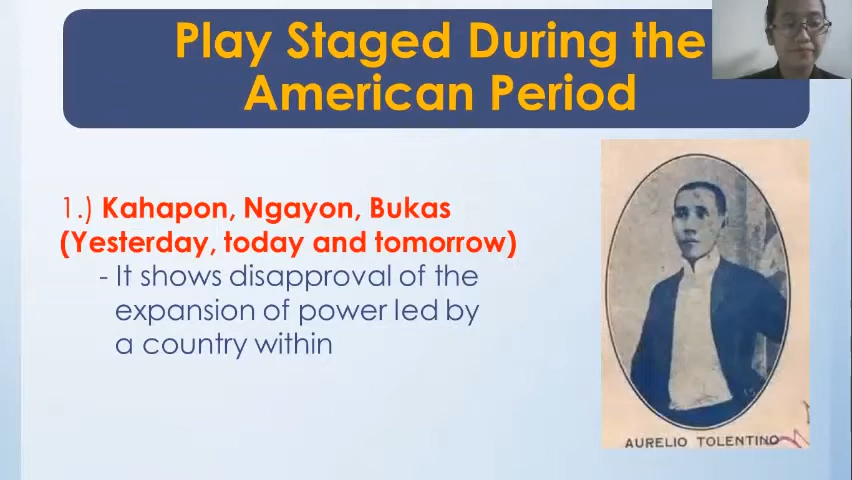 Play Staged During the
American Period
1.) Kahapon, Ngayon, Bukas
(Yesterday, today and tomorrow)
- It shows disapproval of the
expansion of power led by
a country within
AURELIO TOLENTINO